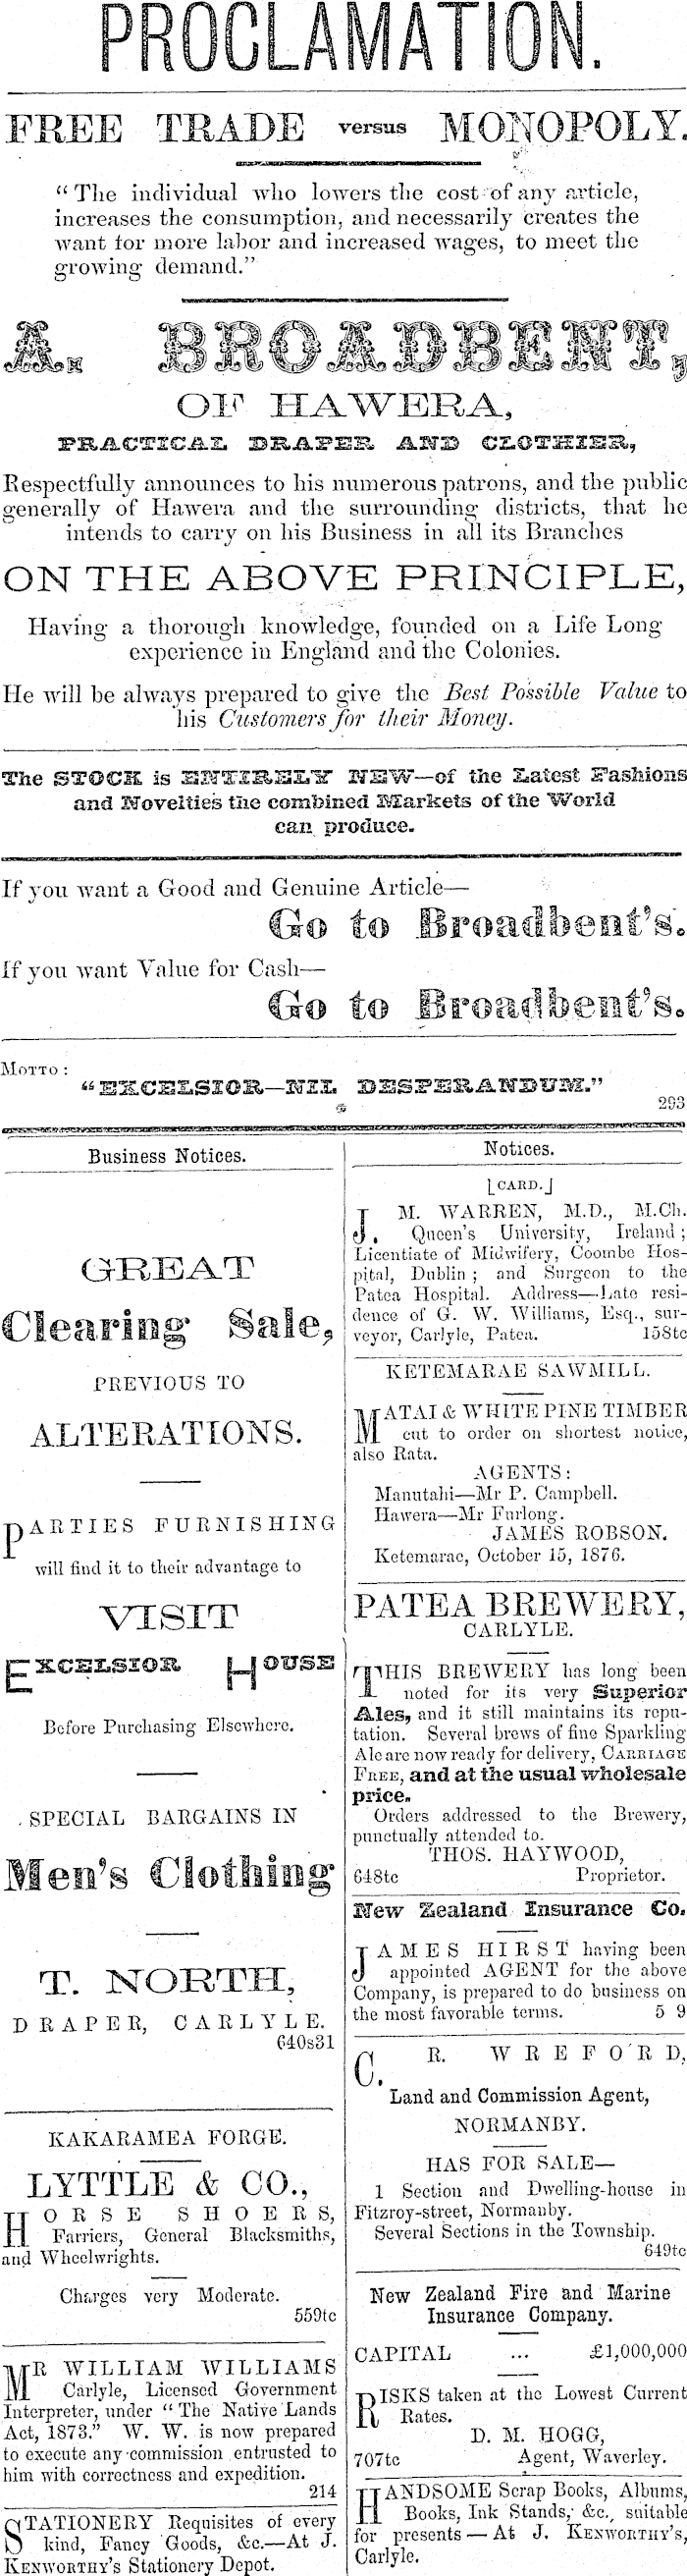 PROCLAMATION.
FREE TRADE versus MONOPOLY.
“The individual who lowers the cost of any article,
increases the consumption, and necessarily creates the
want for more labor and increased wages, to meet the
growing demand.”
A. BROADBENT,
OF HAWERA,
PRACTICAL DRAPER AND CLOTHIER,
Respectfully announces to his numerous patrons, and the public
generally of Hawera and the surrounding districts, that he
intends to carry on his Business in all its Branches
ON THE ABOVE PRINCIPLE,
Having a thorough knowledge, founded on a Life Long
experience in England and the Colonies.
He will be always prepared to give the Best Possible Value to
his Customers for their Money.
The STOCK is ENTIRELY NEW—of the Latest Fashions
and Novelties the combined Markets of the World
can produce.
If you want a Good and Genuine Article—
Go to Broadbent's.
If you want Value for Cash—
Go to Broadbent's.
MOTTO:
“EXCELSIOR—NIL DESPERANDUM.”
293
Business Notices.
GREAT
Clearing Sale,
PREVIOUS TO
ALTERATIONS.
PARTIES FURNISHING
will find it to their advantage to
VISIT
EXCELSIOR HOUSE
Before Purchasing Elsewhere.
SPECIAL BARGAINS IN
Men's Clothing
T. NORTH,
DRAPER, CARLYLE.
640s31
KAKARAMEA FORGE.
LYTTLE & CO.,
HORSE SHOERS,
Farriers, General Blacksmiths,
and Wheelwrights.
Charges very Moderate.
559tc
MR WILLIAM WILLIAMS
Carlyle, Licensed Government
Interpreter, under “The Native Lands
Act, 1873.” W. W. is now prepared
to execute any commission entrusted to
him with correctness and expedition.
214
STATIONERY Requisites of every
kind, Fancy Goods, &c.—At J.
KENWORTHY'S Stationery Depot.
Notices.
[CARD.]
J. M. WARREN, M.D., M.Ch.
Queen's University, Ireland;
Licentiate of Midwifery, Coombe Hos-
pital, Dublin; and Surgeon to the
Patea Hospital. Address—Late resi-
dence of G. W. Williams, Esq., sur-
veyor, Carlyle, Patea. 158tc
KETEMARAE SAWMILL.
MATAI & WHITE PINE TIMBER
cut to order on shortest notice,
also Rata.
AGENTS:
Manutahi—Mr P. Campbell.
Hawera—Mr Furlong.
JAMES ROBSON.
Ketemarae, October 15, 1876.
PATEA BREWERY,
CARLYLE.
THIS BREWERY has long been
noted for its very Superior
Ales, and it still maintains its repu-
tation. Several brews of fine Sparkling
Ale are now ready for delivery, CARRIAGE
FREE, and at the usual wholesale
price.
Orders addressed to the Brewery,
punctually attended to.
THOS. HAYWOOD,
648tc Proprietor.
New Zealand Insurance Co.
JAMES HIRST having been
appointed AGENT for the above
Company, is prepared to do business on
the most favorable terms. 5 9
C. R. WREFORD,
Land and Commission Agent,
NORMANBY.
HAS FOR SALE—
1 Section and Dwelling-house in
Fitzroy-street, Normanby.
Several Sections in the Township.
649tc
New Zealand Fire and Marine
Insurance Company.
CAPITAL ... £1,000,000
RISKS taken at the Lowest Current
Rates.
D. M. HOGG,
707tc Agent, Waverley.
HANDSOME Scrap Books, Albums,
Books, Ink Stands, &c., suitable
for presents—At J. KENWORTHY'S,
Carlyle.